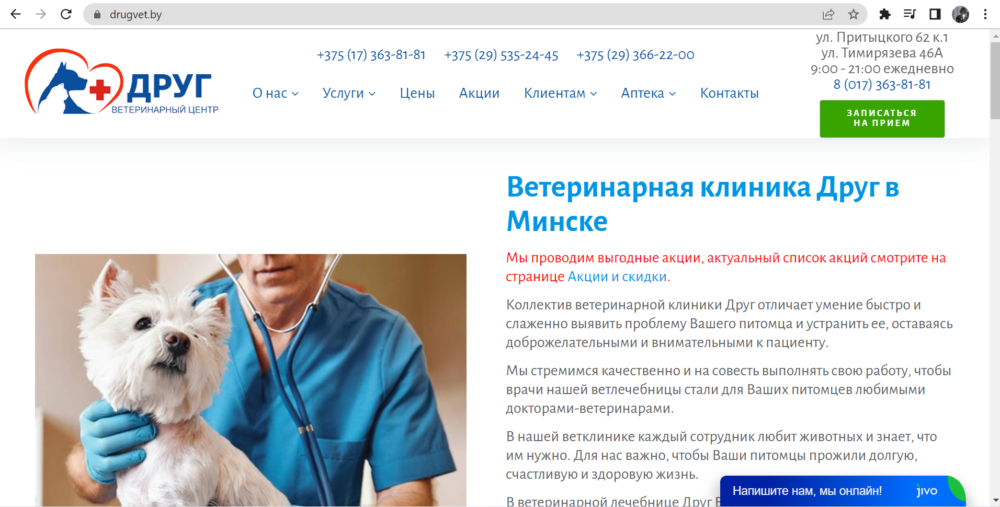 drugvet.by
ул. Притыцкого 62 к.1
ул. Тимирязева 46А
9:00 - 21:00 ежедневно
8 (017) 363-81-81
ЗАПИСАТЬСЯ
НА ПРИЕМ
+375 (17) 363-81-81 +375 (29) 535-24-45 +375 (29) 366-22-00
ДРУГ
ВЕТЕРИНАРНЫЙ ЦЕНТР
О нас Услуги Цены Акции Клиентам Аптека Контакты
Ветеринарная клиника Друг в
Минске
Мы проводим выгодные акции, актуальный список акций смотрите на
странице Акции и скидки.
Коллектив ветеринарной клиники Друг отличает умение быстро и
слаженно выявить проблему Вашего питомца и устранить ее, оставаясь
доброжелательными и внимательными к пациенту.
Мы стремимся качественно и на совесть выполнять свою работу, чтобы
врачи нашей ветлечебницы стали для Ваших питомцев любимыми
докторами-ветеринарами.
В нашей ветклинике каждый сотрудник любит животных и знает, что
им нужно. Для нас важно, чтобы Ваши питомцы прожили долгую,
счастливую и здоровую жизнь.
В ветеринарной лечебнице Друг В
Напишите нам, мы онлайн! jivo